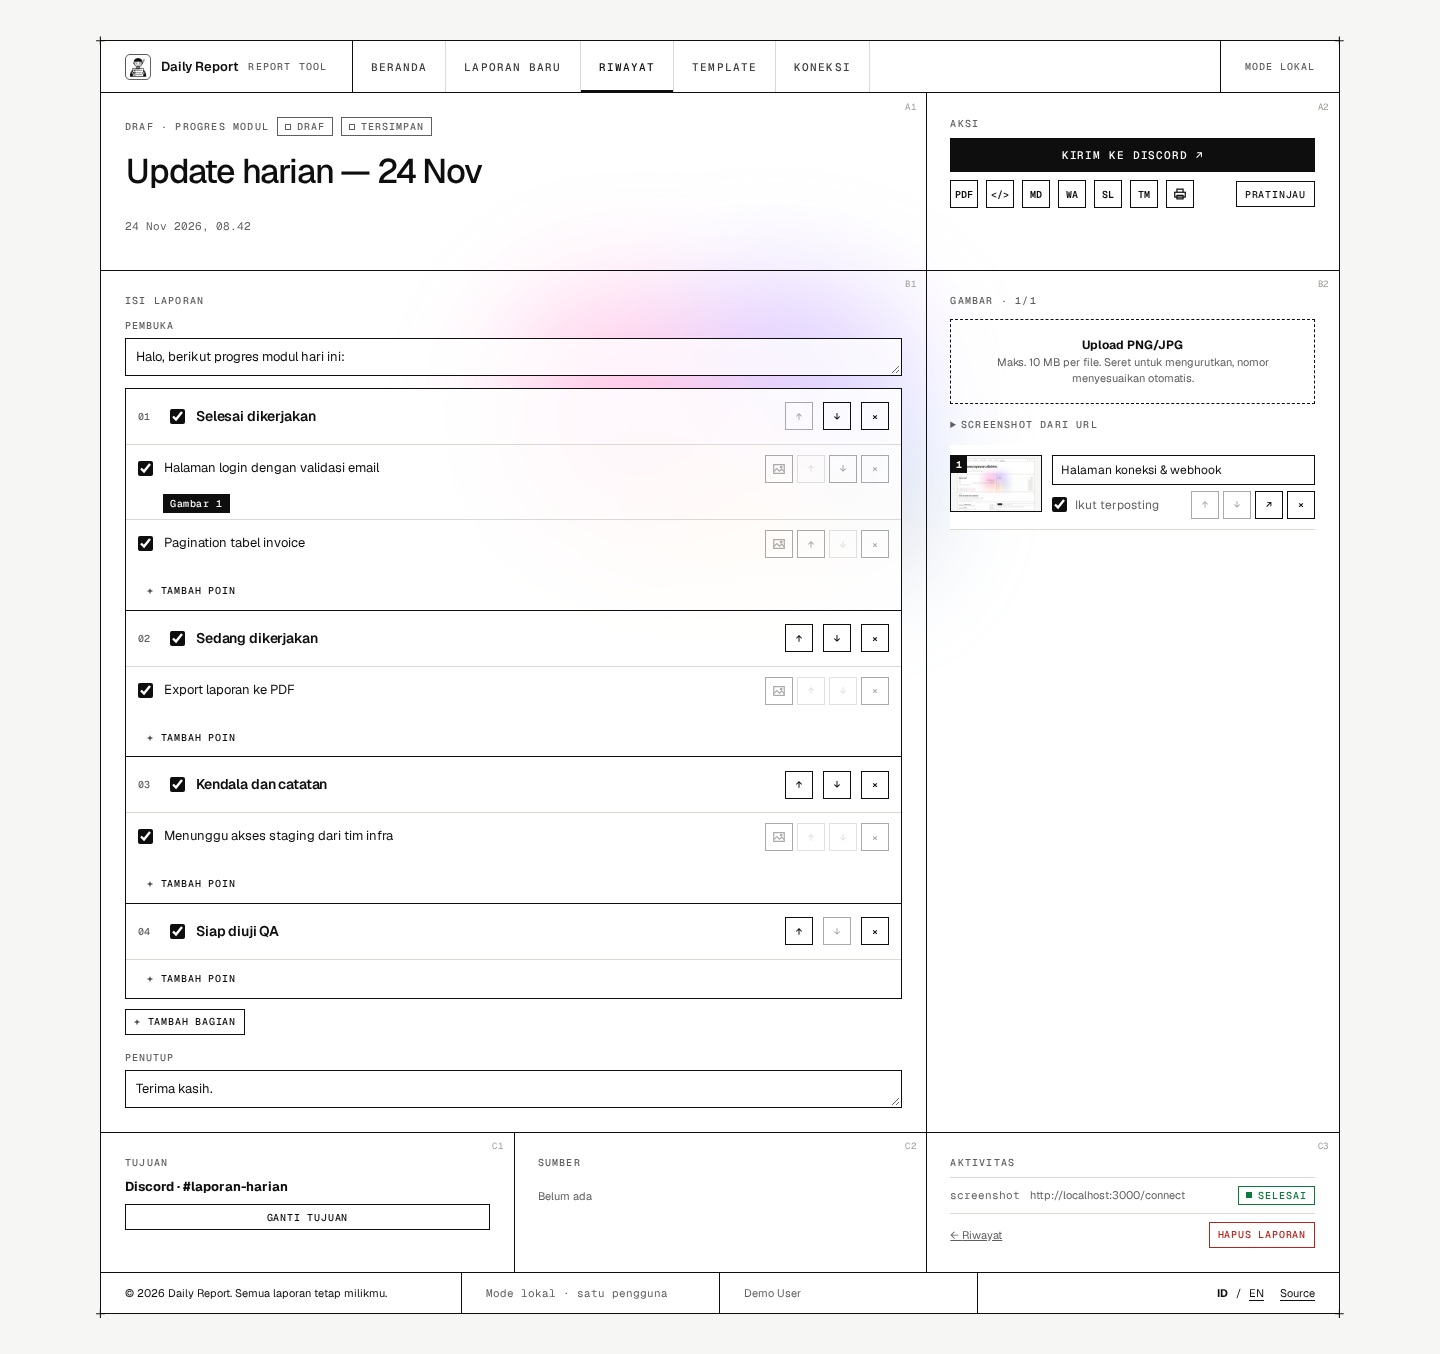 Daily Report REPORT TOOL
BERANDA
LAPORAN BARU
RIWAYAT
TEMPLATE
KONEKSI
MODE LOKAL
A1
DRAF · PROGRES MODUL
DRAF
TERSIMPAN
Update harian — 24 Nov
24 Nov 2026, 08.42
A2
AKSI
KIRIM KE DISCORD ↗
PDF
</>
MD
WA
SL
TM
PRATINJAU
B1
ISI LAPORAN
PEMBUKA
Halo, berikut progres modul hari ini:
01 Selesai dikerjakan ↑ ↓ ×
Halaman login dengan validasi email ↑ ↓ ×
Gambar 1
Pagination tabel invoice ↑ ↓ ×
+ TAMBAH POIN
02 Sedang dikerjakan ↑ ↓ ×
Export laporan ke PDF ↑ ↓ ×
+ TAMBAH POIN
03 Kendala dan catatan ↑ ↓ ×
Menunggu akses staging dari tim infra ↑ ↓ ×
+ TAMBAH POIN
04 Siap diuji QA ↑ ↓ ×
+ TAMBAH POIN
+ TAMBAH BAGIAN
PENUTUP
Terima kasih.
B2
GAMBAR · 1/1
Upload PNG/JPG
Maks. 10 MB per file. Seret untuk mengurutkan, nomor
menyesuaikan otomatis.
SCREENSHOT DARI URL
1
Halaman koneksi & webhook
Ikut terposting ↑ ↓ ↗ ×
C1
TUJUAN
Discord · #laporan-harian
GANTI TUJUAN
C2
SUMBER
Belum ada
C3
AKTIVITAS
screenshot http://localhost:3000/connect SELESAI
← Riwayat
HAPUS LAPORAN
© 2026 Daily Report. Semua laporan tetap milikmu.
Mode lokal · satu pengguna
Demo User
ID / EN Source